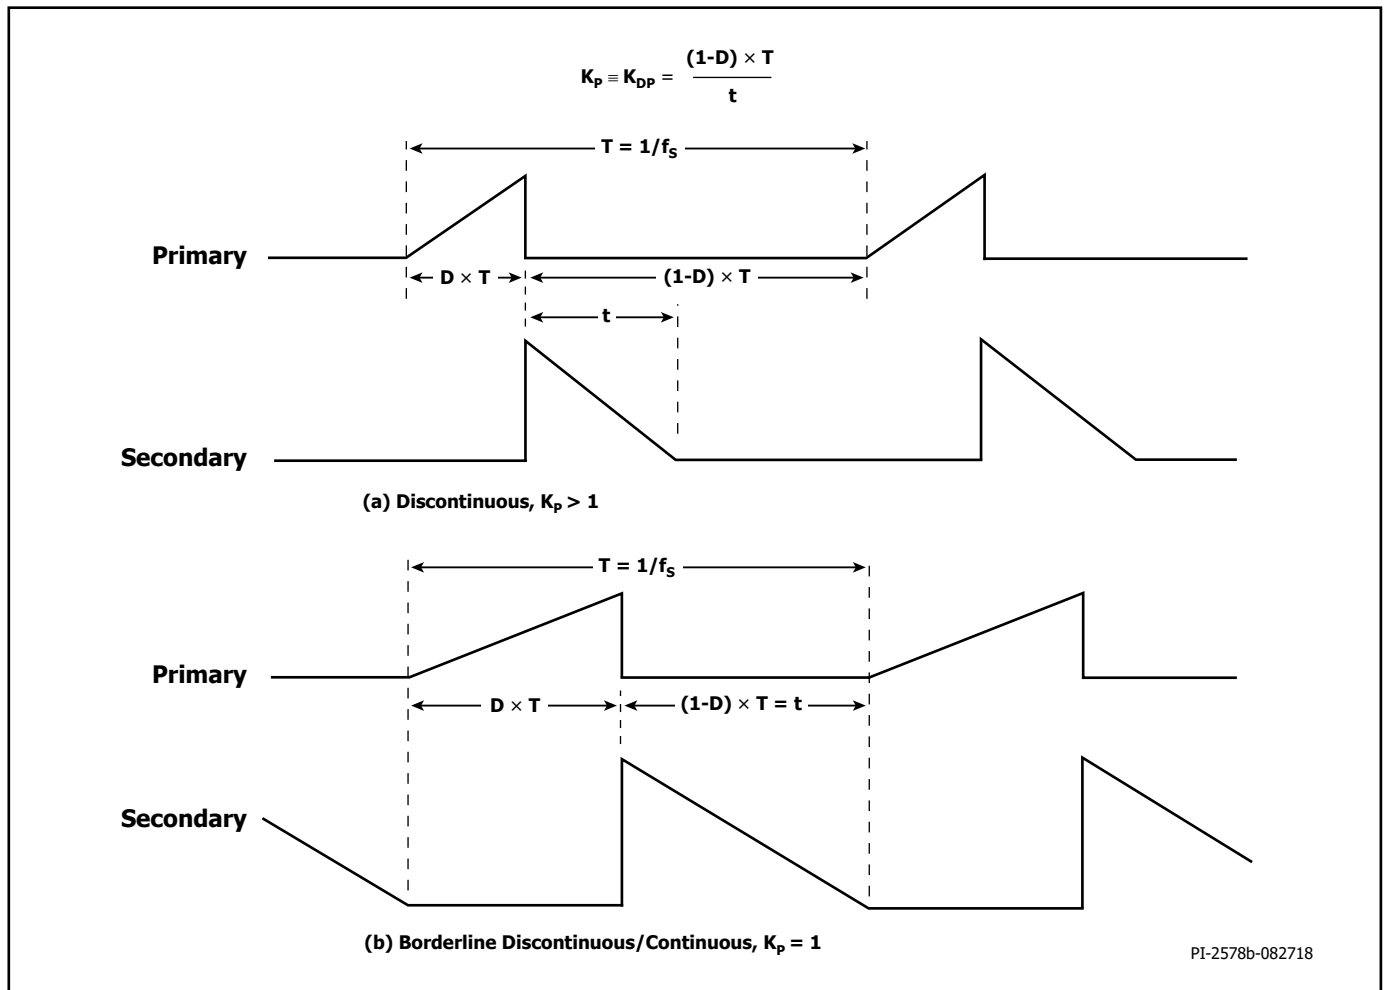 (1-D) × T
K_P ≡ K_DP =
t
T = 1/f_S
Primary
D × T
(1-D) × T
t
Secondary
(a) Discontinuous, K_P > 1
T = 1/f_S
Primary
D × T
(1-D) × T = t
Secondary
(b) Borderline Discontinuous/Continuous, K_P = 1
PI-2578b-082718